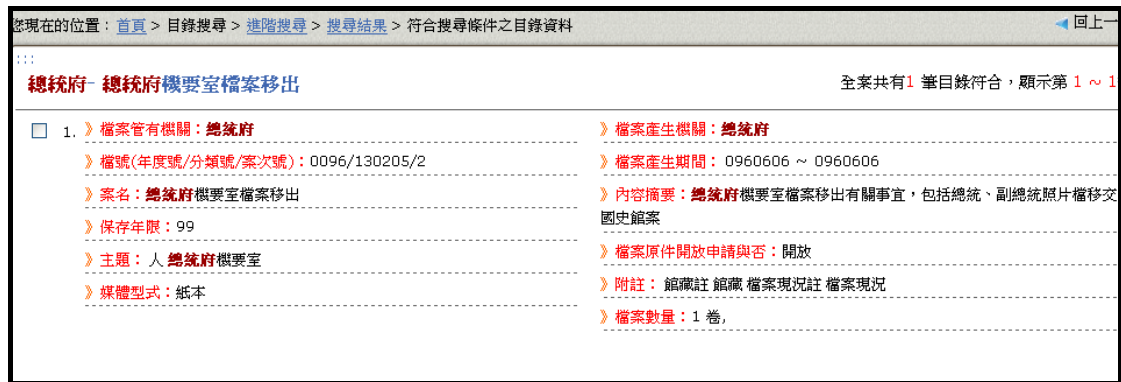 您現在的位置：首頁 > 目錄搜尋 > 進階搜尋 > 搜尋結果 > 符合搜尋條件之目錄資料
回上一
:::
總統府- 總統府機要室檔案移出
全案共有1 筆目錄符合，顯示第 1 ~ 1
1. 》檔案管有機關：總統府
》檔號(年度號/分類號/案次號)：0096/130205/2
》案名：總統府機要室檔案移出
》保存年限：99
》主題： 人 總統府機要室
》媒體型式：紙本
》檔案產生機關：總統府
》檔案產生期間： 0960606 ~ 0960606
》內容摘要：總統府機要室檔案移出有關事宜，包括總統、副總統照片檔移交
國史館案
》檔案原件開放申請與否：開放
》附註： 館藏註 館藏 檔案現況註 檔案現況
》檔案數量：1 卷,